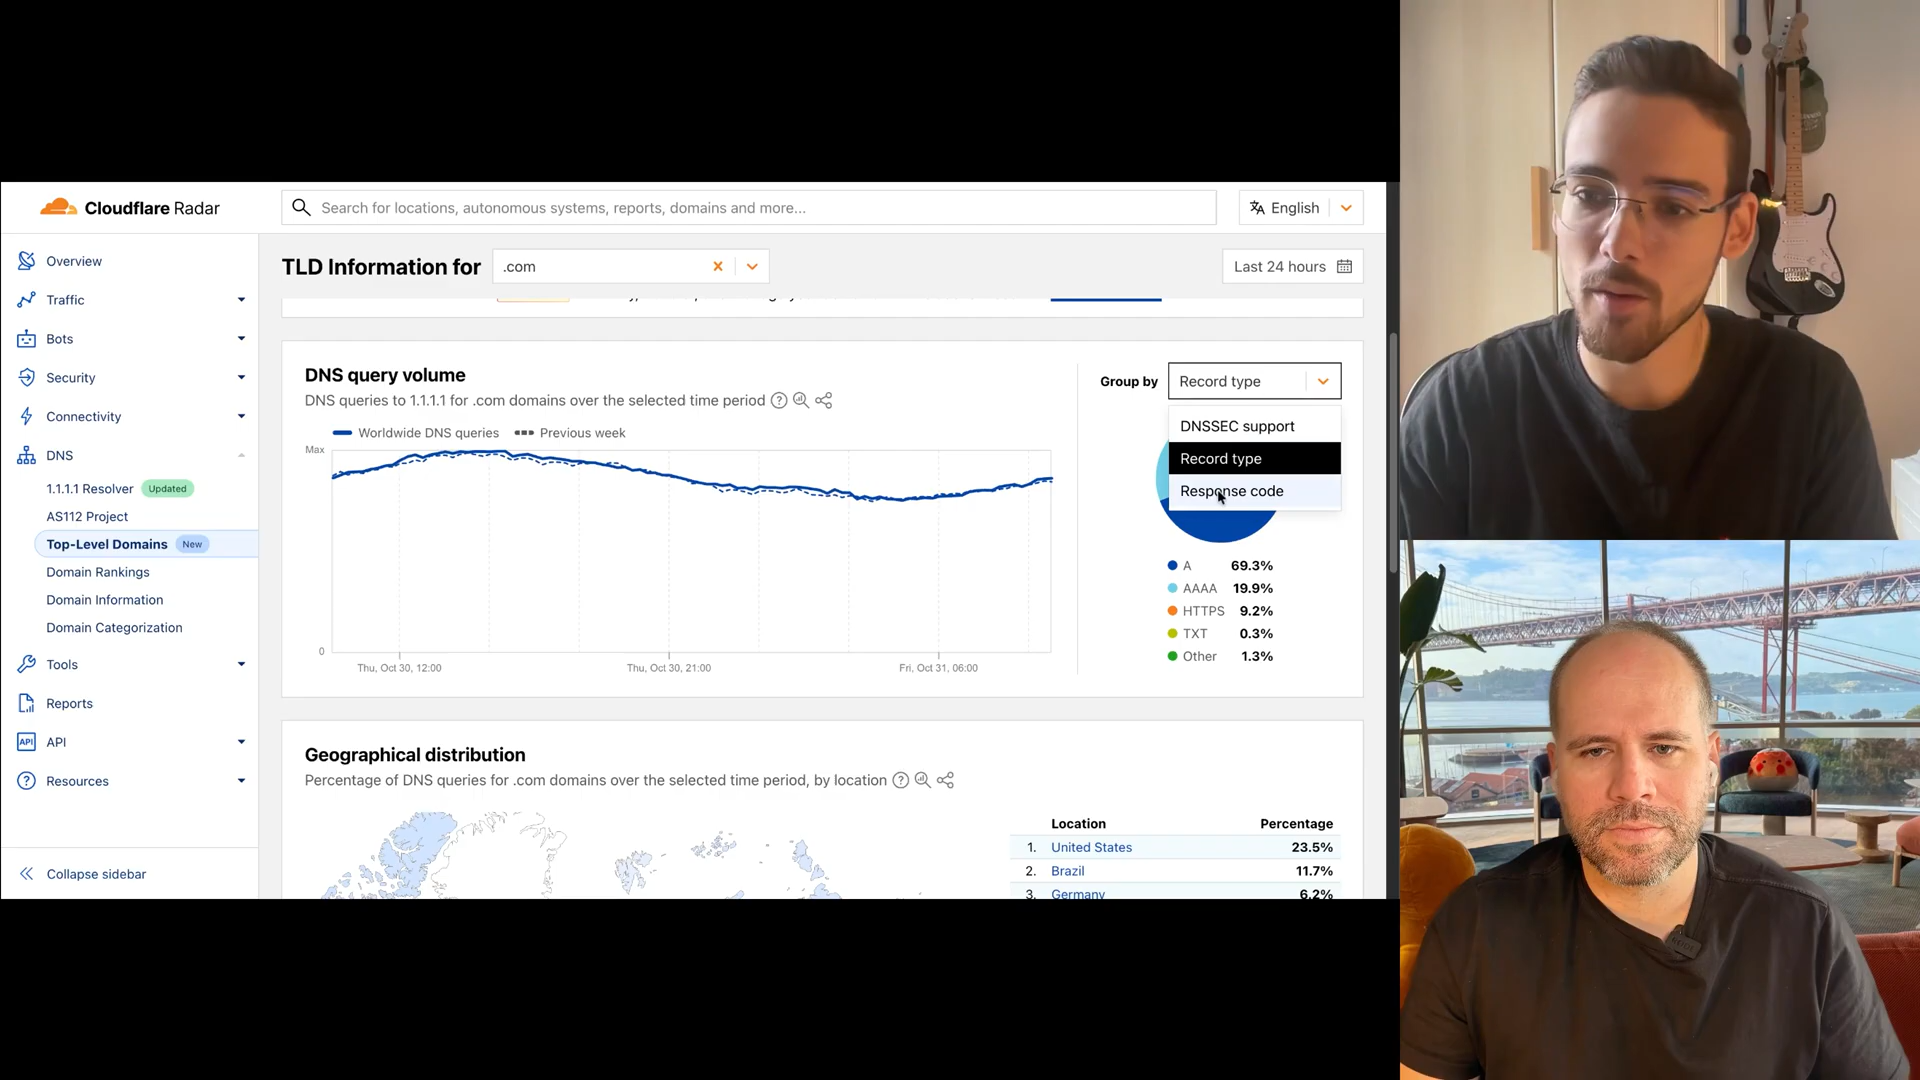 Cloudflare Radar
Search for locations, autonomous systems, reports, domains and more...
English
Overview
Traffic
Bots
Security
Connectivity
DNS
1.1.1.1 Resolver Updated
AS112 Project
Top-Level Domains New
Domain Rankings
Domain Information
Domain Categorization
Tools
Reports
API API
Resources
Collapse sidebar
TLD Information for .com
Last 24 hours
DNS query volume
DNS queries to 1.1.1.1 for .com domains over the selected time period
Worldwide DNS queries Previous week
Max
0
Thu, Oct 30, 12:00 Thu, Oct 30, 21:00 Fri, Oct 31, 06:00
Group by Record type
DNSSEC support
Record type
Response code
A 69.3%
AAAA 19.9%
HTTPS 9.2%
TXT 0.3%
Other 1.3%
Geographical distribution
Percentage of DNS queries for .com domains over the selected time period, by location
Location Percentage
1. United States 23.5%
2. Brazil 11.7%
3. Germany 6.2%